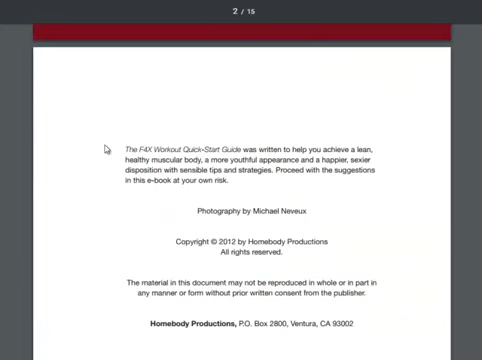 2 / 15
The F4X Workout Quick-Start Guide was written to help you achieve a lean,
healthy muscular body, a more youthful appearance and a happier, sexier
disposition with sensible tips and strategies. Proceed with the suggestions
in this e-book at your own risk.
Photography by Michael Neveux
Copyright © 2012 by Homebody Productions
All rights reserved.
The material in this document may not be reproduced in whole or in part in
any manner or form without prior written consent from the publisher.
Homebody Productions, P.O. Box 2800, Ventura, CA 93002